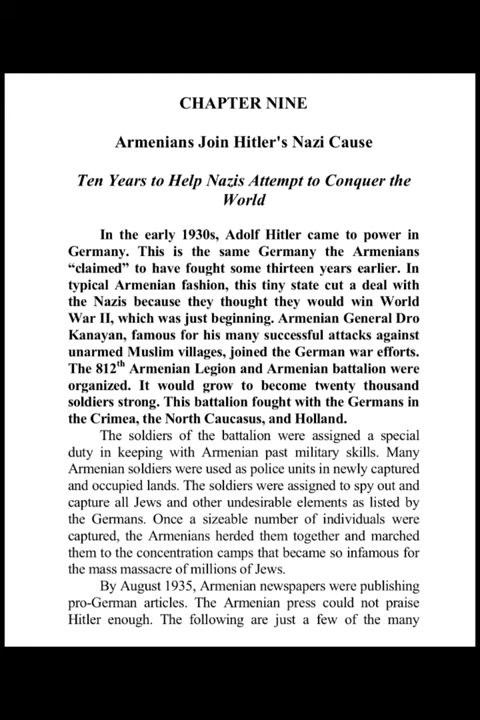 CHAPTER NINE
Armenians Join Hitler's Nazi Cause
Ten Years to Help Nazis Attempt to Conquer the
World
In the early 1930s, Adolf Hitler came to power in
Germany. This is the same Germany the Armenians
“claimed” to have fought some thirteen years earlier. In
typical Armenian fashion, this tiny state cut a deal with
the Nazis because they thought they would win World
War II, which was just beginning. Armenian General Dro
Kanayan, famous for his many successful attacks against
unarmed Muslim villages, joined the German war efforts.
The 812th Armenian Legion and Armenian battalion were
organized. It would grow to become twenty thousand
soldiers strong. This battalion fought with the Germans in
the Crimea, the North Caucasus, and Holland.
The soldiers of the battalion were assigned a special
duty in keeping with Armenian past military skills. Many
Armenian soldiers were used as police units in newly captured
and occupied lands. The soldiers were assigned to spy out and
capture all Jews and other undesirable elements as listed by
the Germans. Once a sizeable number of individuals were
captured, the Armenians herded them together and marched
them to the concentration camps that became so infamous for
the mass massacre of millions of Jews.
By August 1935, Armenian newspapers were publishing
pro-German articles. The Armenian press could not praise
Hitler enough. The following are just a few of the many